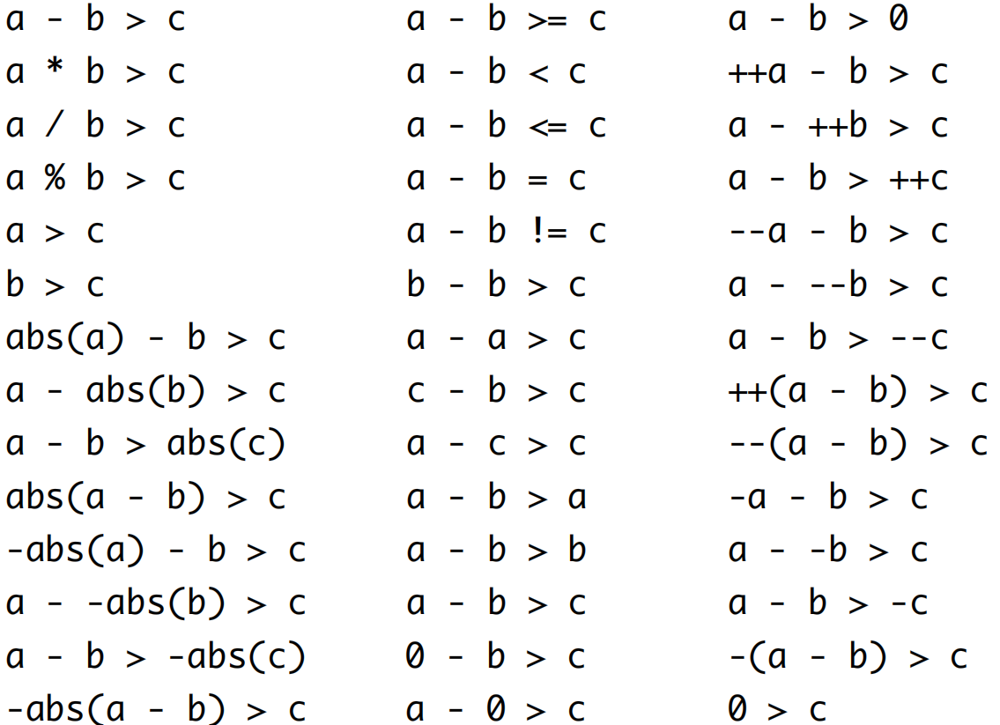 a - b > c
a * b > c
a / b > c
a % b > c
a > c
b > c
abs(a) - b > c
a - abs(b) > c
a - b > abs(c)
abs(a - b) > c
-abs(a) - b > c
a - -abs(b) > c
a - b > -abs(c)
-abs(a - b) > c
a - b >= c
a - b < c
a - b <= c
a - b = c
a - b != c
b - b > c
a - a > c
c - b > c
a - c > c
a - b > a
a - b > b
a - b > c
0 - b > c
a - 0 > c
a - b > 0
++a - b > c
a - ++b > c
a - b > ++c
--a - b > c
a - --b > c
a - b > --c
++(a - b) > c
--(a - b) > c
-a - b > c
a - -b > c
a - b > -c
-(a - b) > c
0 > c